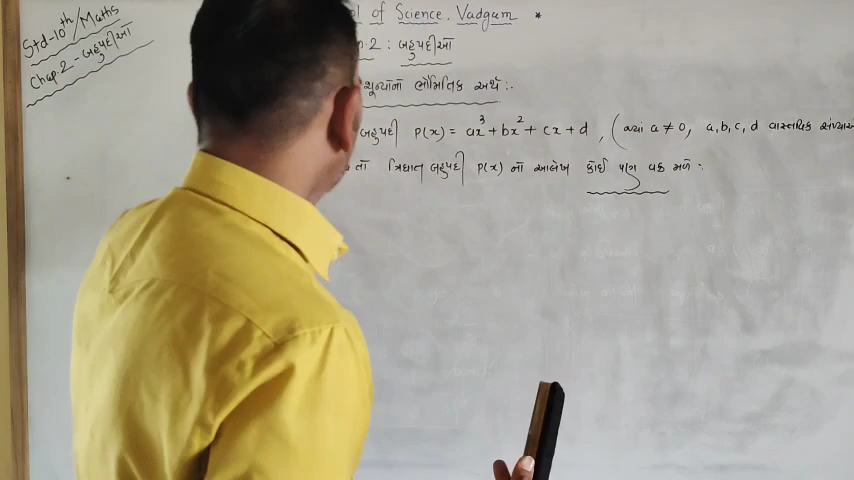 Std-10th/Maths
Chap.2 - બહુપદીઓ
of Science, Vadgam *
.2 : બહુપદીઓ
શૂન્યોનો ભૌમિતિક અર્થ :-
બહુપદી P(x) = ax³ + bx² + cx + d , (જ્યાં a ≠ 0, a, b, c, d વાસ્તવિક સંખ્યાઓ
તો ત્રિઘાત બહુપદી P(x) નો આલેખ કોઈ પણ વક્ર મળે :